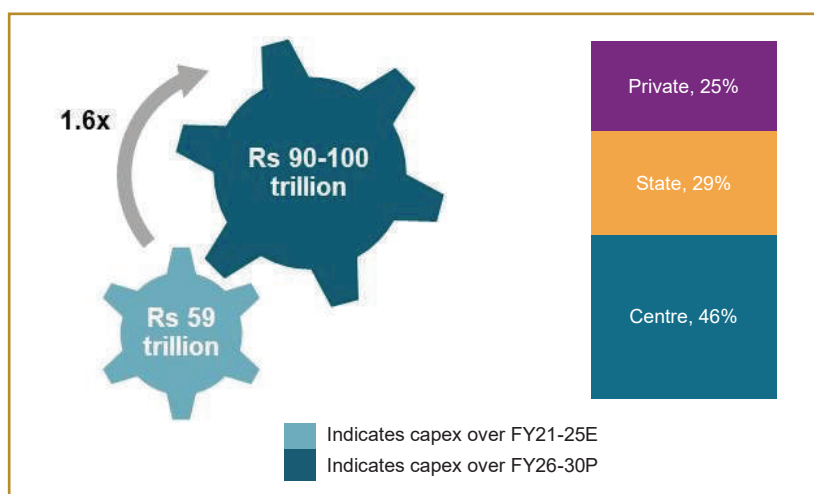 1.6x
Rs 90-100
trillion
Rs 59
trillion
Private, 25%
State, 29%
Centre, 46%
Indicates capex over FY21-25E
Indicates capex over FY26-30P